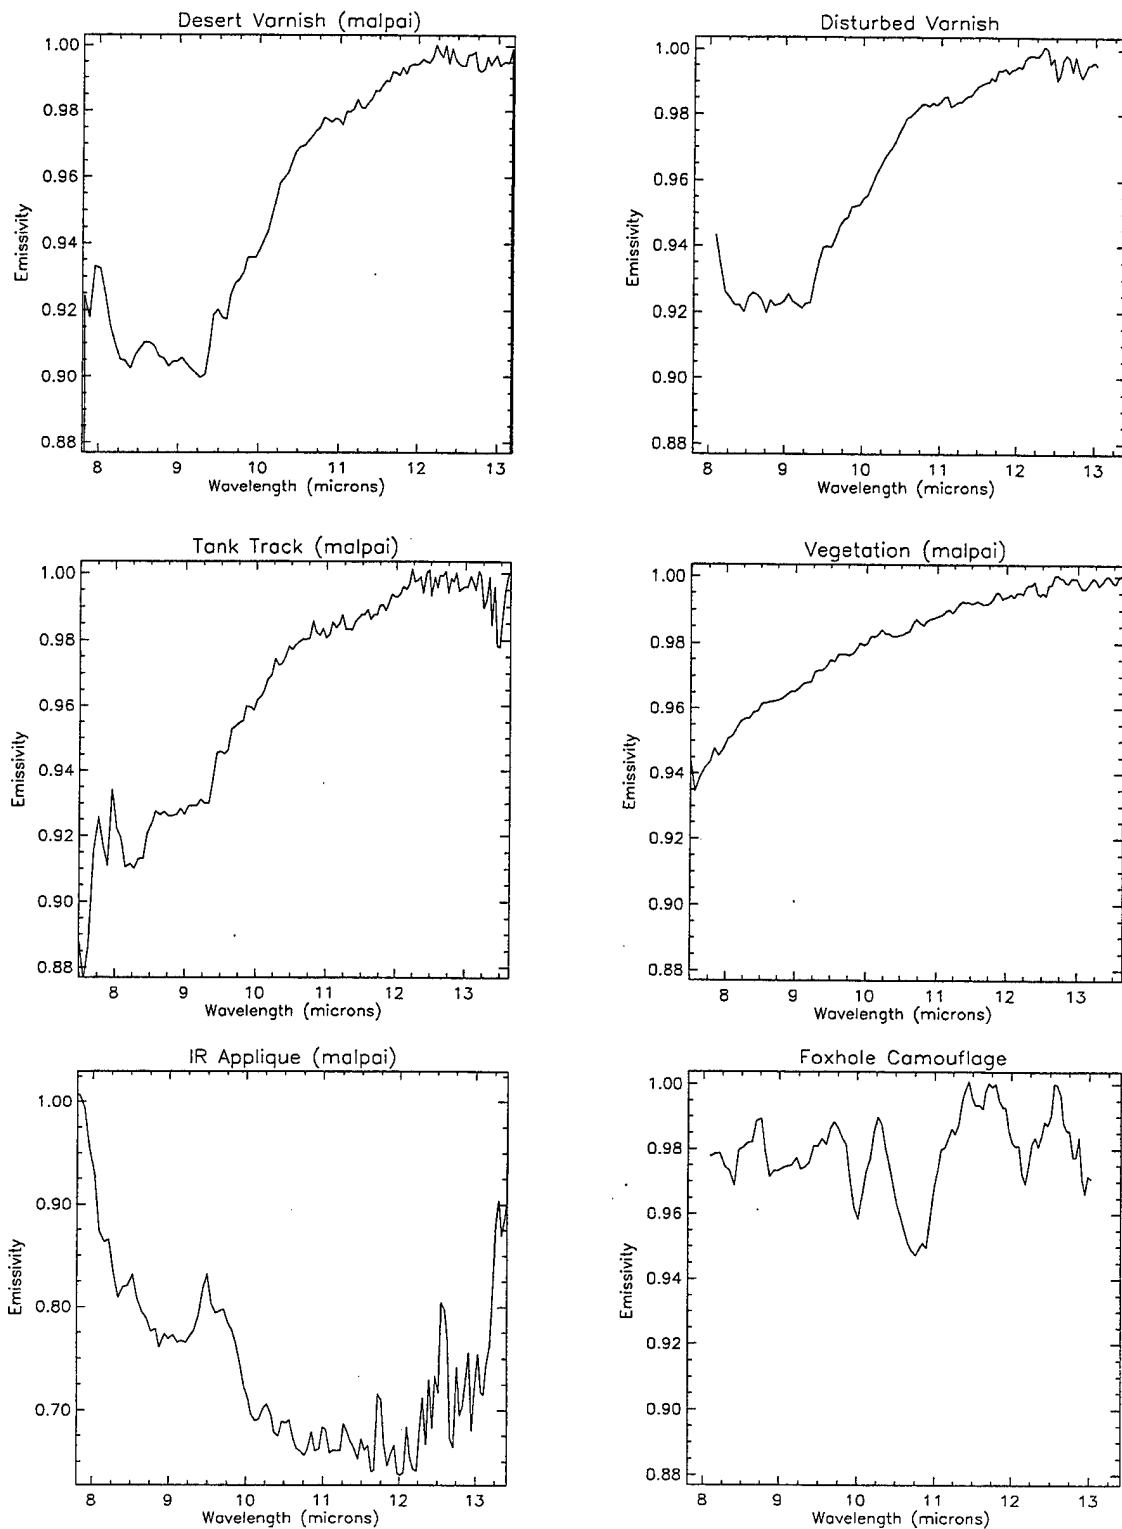 Desert Varnish (malpai)
1.00
0.98
0.96
0.94
0.92
0.90
0.88
Emissivity
8 9 10 11 12 13
Wavelength (microns)
Disturbed Varnish
1.00
0.98
0.96
0.94
0.92
0.90
0.88
Emissivity
8 9 10 11 12 13
Wavelength (microns)
Tank Track (malpai)
1.00
0.98
0.96
0.94
0.92
0.90
0.88
Emissivity
8 9 10 11 12 13
Wavelength (microns)
Vegetation (malpai)
1.00
0.98
0.96
0.94
0.92
0.90
0.88
Emissivity
8 9 10 11 12 13
Wavelength (microns)
IR Applique (malpai)
1.00
0.90
0.80
0.70
Emissivity
8 9 10 11 12 13
Wavelength (microns)
Foxhole Camouflage
1.00
0.98
0.96
0.94
0.92
0.90
0.88
Emissivity
8 9 10 11 12 13
Wavelength (microns)